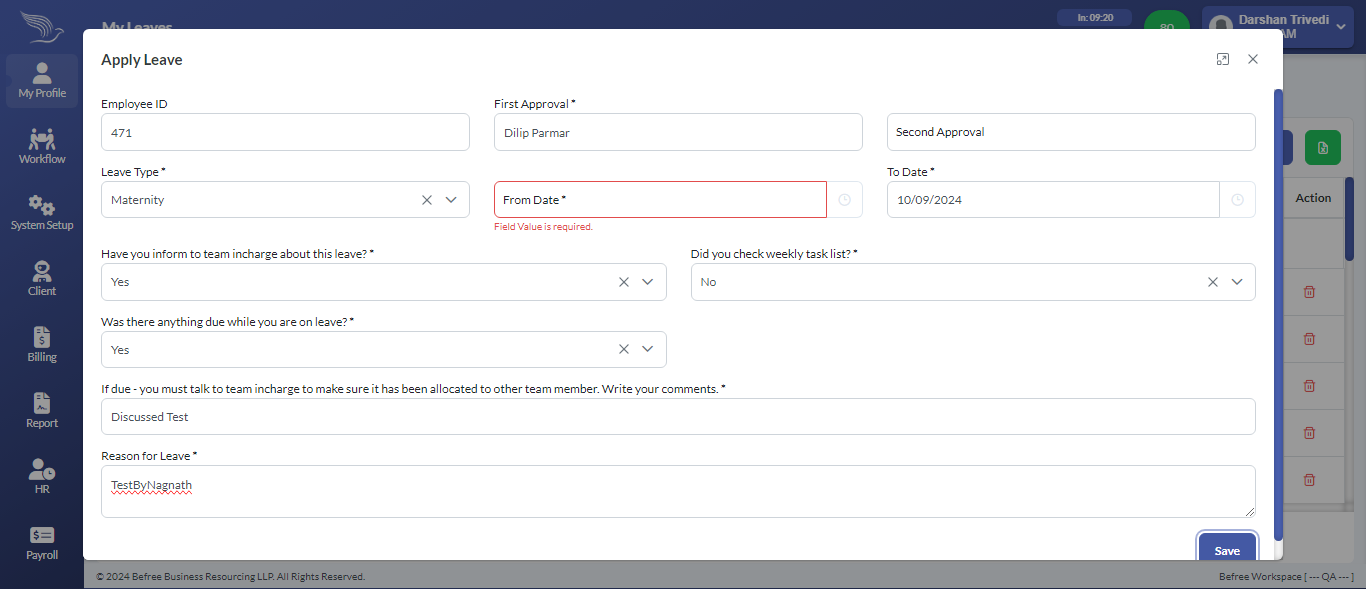 My Leaves
In: 09:20
Darshan Trivedi
AM
My Profile
Workflow
System Setup
Client
Billing
Report
HR
Payroll
Apply Leave
Employee ID
First Approval *
471
Dilip Parmar
Second Approval
Leave Type *
To Date *
Maternity
From Date *
10/09/2024
Field Value is required.
Have you inform to team incharge about this leave? *
Did you check weekly task list? *
Yes
No
Was there anything due while you are on leave? *
Yes
If due - you must talk to team incharge to make sure it has been allocated to other team member. Write your comments. *
Discussed Test
Reason for Leave *
TestByNagnath
Save
Action
© 2024 Befree Business Resourcing LLP. All Rights Reserved.
Befree Workspace [ --- QA --- ]